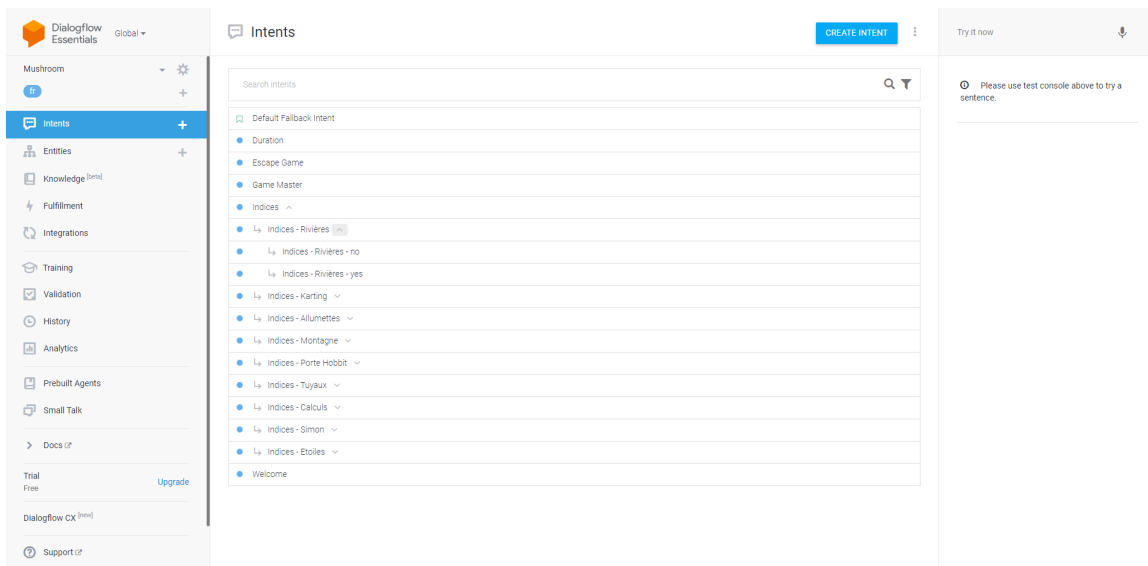 Dialogflow
Essentials
Global
Mushroom
fr
Intents
Entities
Knowledge [beta]
Fulfillment
Integrations
Training
Validation
History
Analytics
Prebuilt Agents
Small Talk
Docs
Trial
Free
Upgrade
Dialogflow CX [new]
Support
Intents
CREATE INTENT
Search intents
Default Fallback Intent
Duration
Escape Game
Game Master
Indices
Indices - Rivières
Indices - Rivières - no
Indices - Rivières - yes
Indices - Karting
Indices - Allumettes
Indices - Montagne
Indices - Porte Hobbit
Indices - Tuyaux
Indices - Calculs
Indices - Simon
Indices - Etoiles
Welcome
Try it now
Please use test console above to try a
sentence.